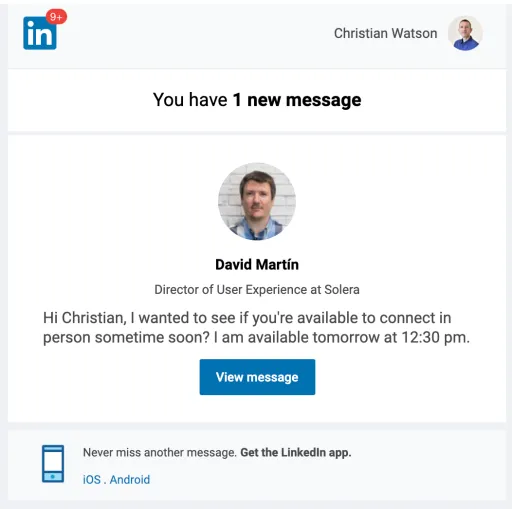 in 9+
Christian Watson
You have 1 new message
David Martín
Director of User Experience at Solera
Hi Christian, I wanted to see if you're available to connect in
person sometime soon? I am available tomorrow at 12:30 pm.
View message
Never miss another message. Get the LinkedIn app.
iOS . Android